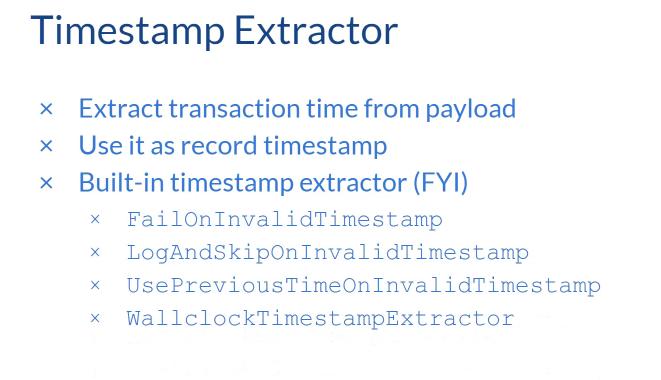 Timestamp Extractor
× Extract transaction time from payload
× Use it as record timestamp
× Built-in timestamp extractor (FYI)
× FailOnInvalidTimestamp
× LogAndSkipOnInvalidTimestamp
× UsePreviousTimeOnInvalidTimestamp
× WallclockTimestampExtractor